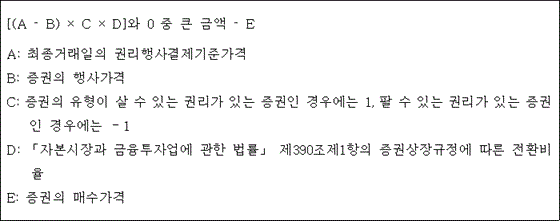 [(A - B) × C × D]와 0 중 큰 금액 - E
A: 최종거래일의 권리행사결제기준가격
B: 증권의 행사가격
C: 증권의 유형이 살 수 있는 권리가 있는 증권인 경우에는 1, 팔 수 있는 권리가 있는 증권
인 경우에는 -1
D: 「자본시장과 금융투자업에 관한 법률」 제390조제1항의 증권상장규정에 따른 전환비
율
E: 증권의 매수가격